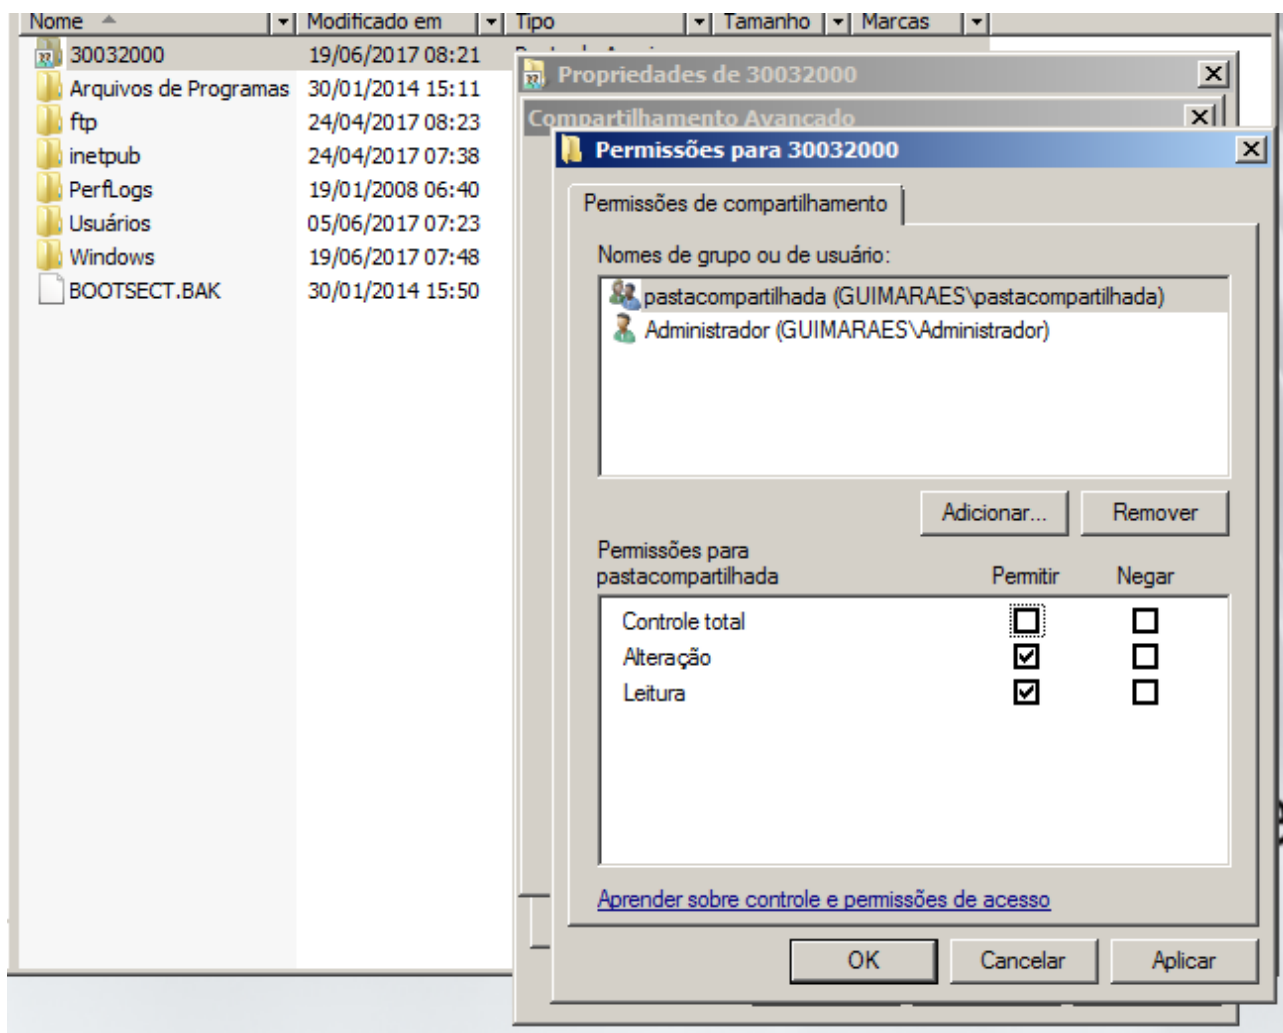 Nome Modificado em Tipo Tamanho Marcas
30032000 19/06/2017 08:21
Arquivos de Programas 30/01/2014 15:11
ftp 24/04/2017 08:23
inetpub 24/04/2017 07:38
PerfLogs 19/01/2008 06:40
Usuários 05/06/2017 07:23
Windows 19/06/2017 07:48
BOOTSECT.BAK 30/01/2014 15:50
Propriedades de 30032000
Compartilhamento Avançado
Permissões para 30032000
Permissões de compartilhamento
Nomes de grupo ou de usuário:
pastacompartilhada (GUIMARAES\pastacompartilhada)
Administrador (GUIMARAES\Administrador)
Adicionar... Remover
Permissões para
pastacompartilhada Permitir Negar
Controle total
Alteração
Leitura
Aprender sobre controle e permissões de acesso
OK Cancelar Aplicar